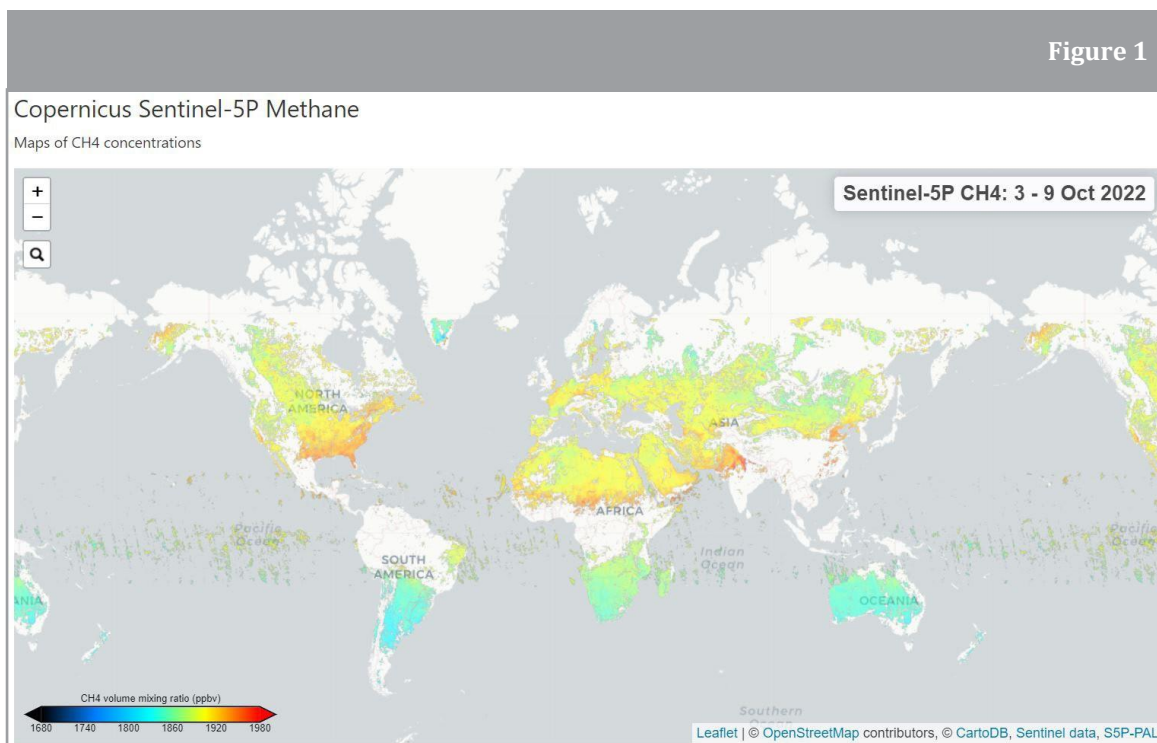 Figure 1
Copernicus Sentinel-5P Methane
Maps of CH4 concentrations
+
−
Sentinel-5P CH4: 3 - 9 Oct 2022
NORTH
AMERICA
ASIA
AFRICA
Pacific
Ocean
Pacific
Ocean
SOUTH
AMERICA
Indian
Ocean
ANIA
OCEANIA
Southern
CH4 volume mixing ratio (ppbv)
1680 1740 1800 1860 1920 1980
Leaflet | © OpenStreetMap contributors, © CartoDB, Sentinel data, S5P-PAL